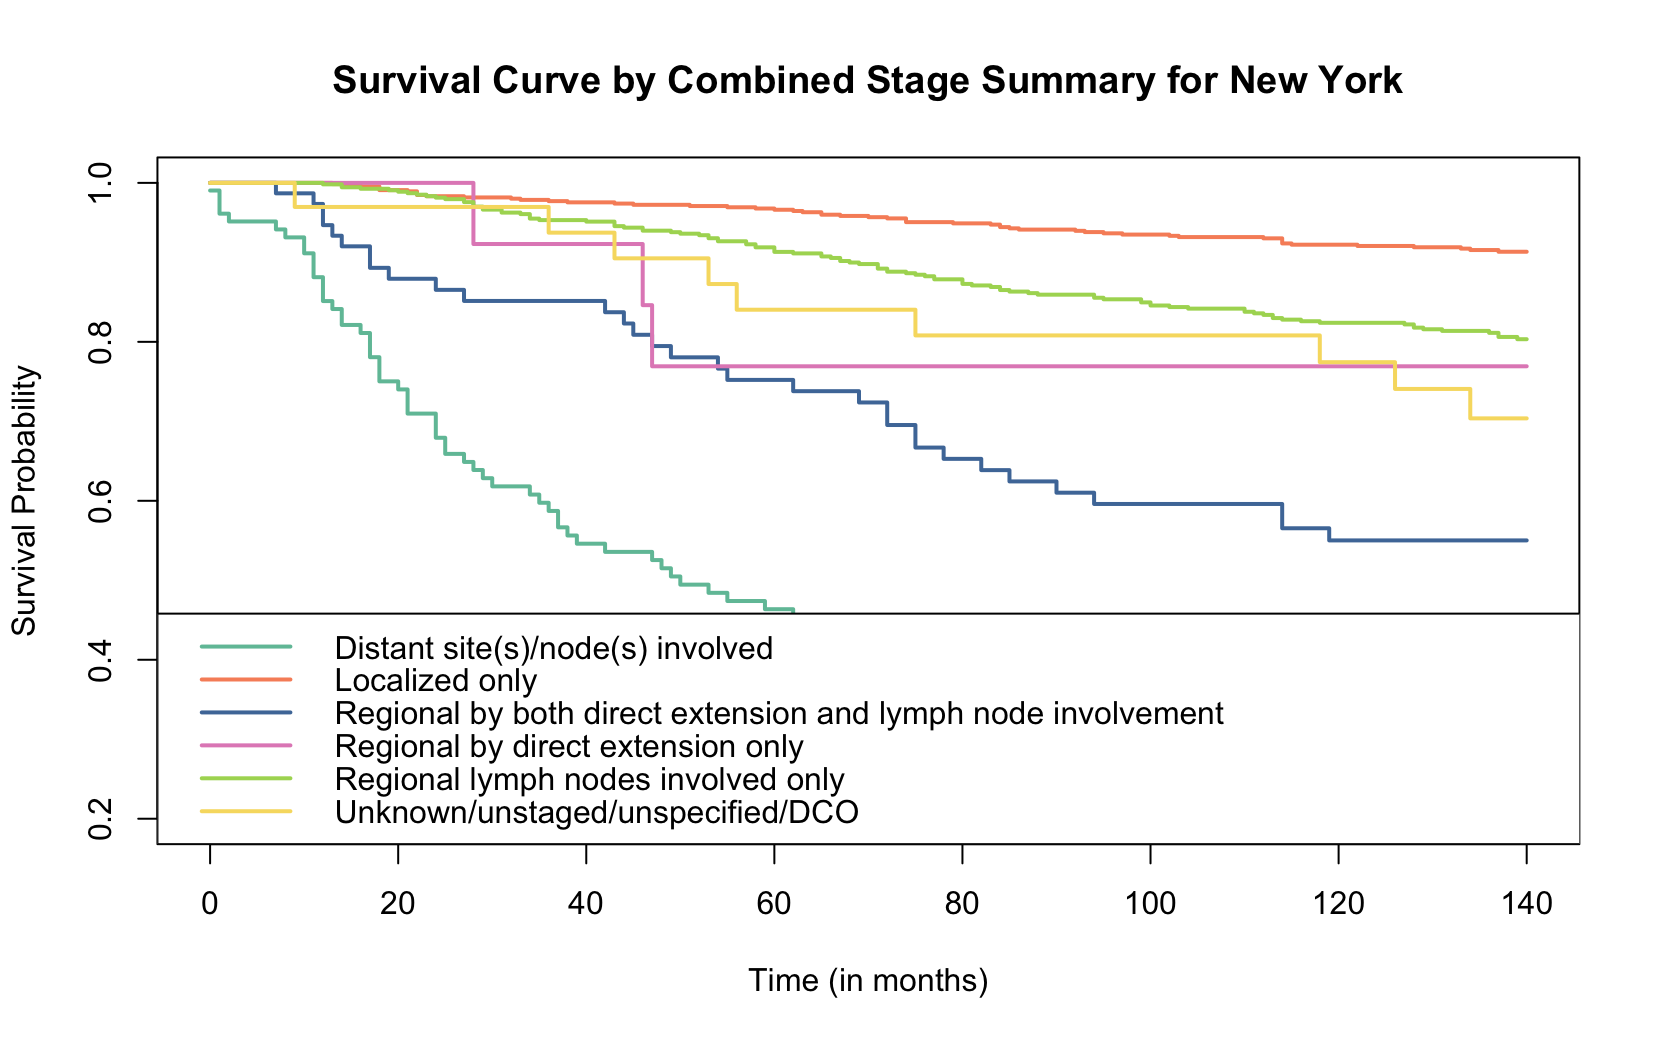 Survival Curve by Combined Stage Summary for New York
Survival Probability
1.0
0.8
0.6
0.4
0.2
Distant site(s)/node(s) involved
Localized only
Regional by both direct extension and lymph node involvement
Regional by direct extension only
Regional lymph nodes involved only
Unknown/unstaged/unspecified/DCO
0 20 40 60 80 100 120 140
Time (in months)